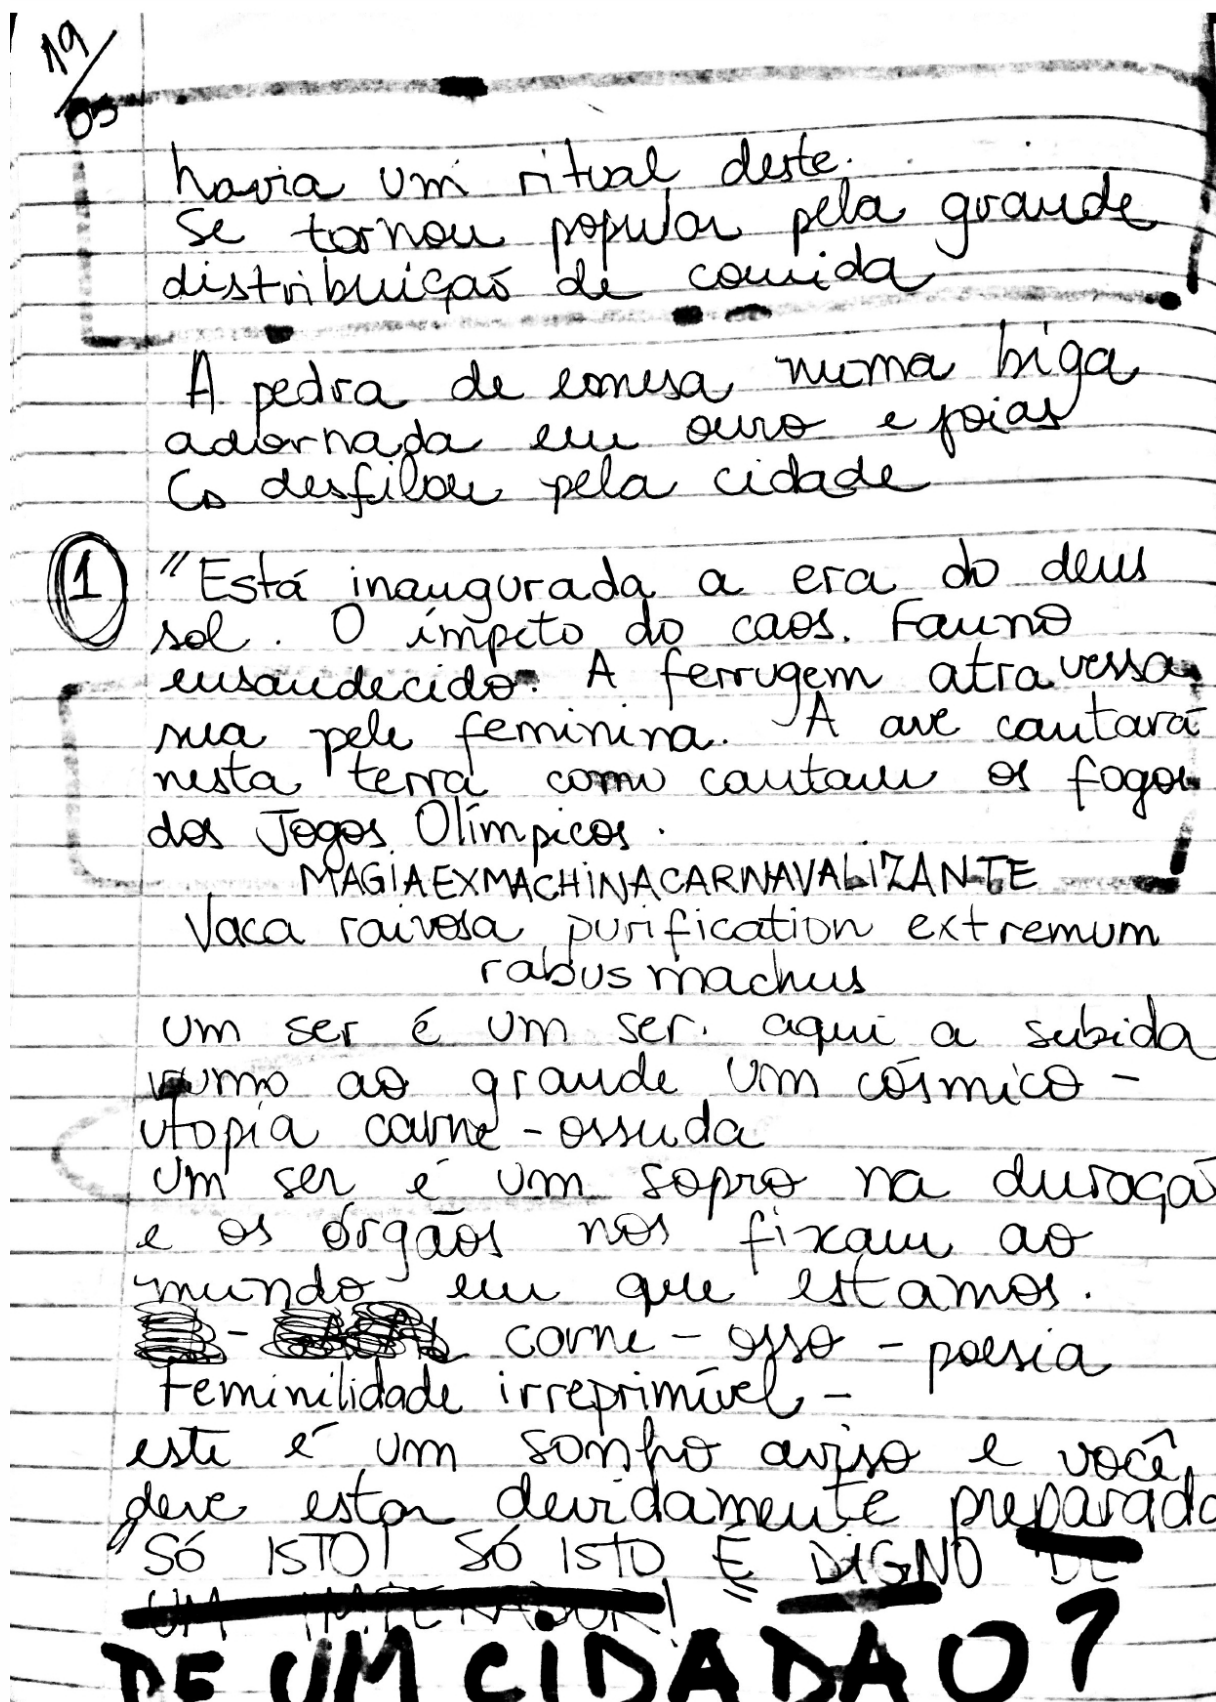 19/05
havia um ritual deste.
se tornou popular pela grande
distribuição de comida
A pedra de emesa numa biga
adornada em ouro e joias
↳ desfilou pela cidade
1 "Está inaugurada a era do deus
sol. O ímpeto do caos. Fauno
ensandecido. A ferrugem atravessa
sua pele feminina. A ave cantará
nesta terra como cantam os fogos
dos Jogos Olímpicos.
MAGIAEXMACHINACARNAVALIZANTE
Vaca raivosa purification extremum
rabus machus
um ser é um ser. aqui a subida
rumo ao grande um cósmico -
utopia carne - ossuda
um ser é um sopro na duração
e os órgãos nos fixam ao
mundo em que estamos.
- carne - osso - poesia
Feminilidade irreprimível -
este é um sonho aviso e você
deve estar devidamente preparado
SÓ ISTO! SÓ ISTO É DIGNO DE
UM IMPERADOR!
DE UM CIDADÃO?